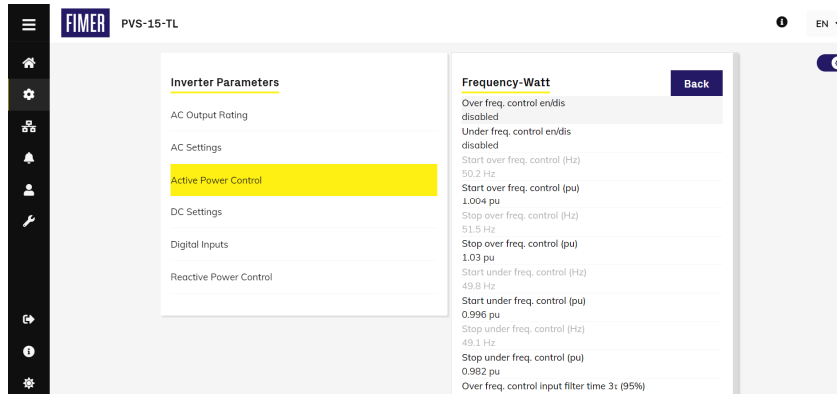 FIMER
PVS-15-TL
EN
Inverter Parameters
AC Output Rating
AC Settings
Active Power Control
DC Settings
Digital Inputs
Reactive Power Control
Frequency-Watt
Back
Over freq. control en/dis
disabled
Under freq. control en/dis
disabled
Start over freq. control (Hz)
50.2 Hz
Start over freq. control (pu)
1.004 pu
Stop over freq. control (Hz)
51.5 Hz
Stop over freq. control (pu)
1.03 pu
Start under freq. control (Hz)
49.8 Hz
Start under freq. control (pu)
0.996 pu
Stop under freq. control (Hz)
49.1 Hz
Stop under freq. control (pu)
0.982 pu
Over freq. control input filter time 3τ (95%)